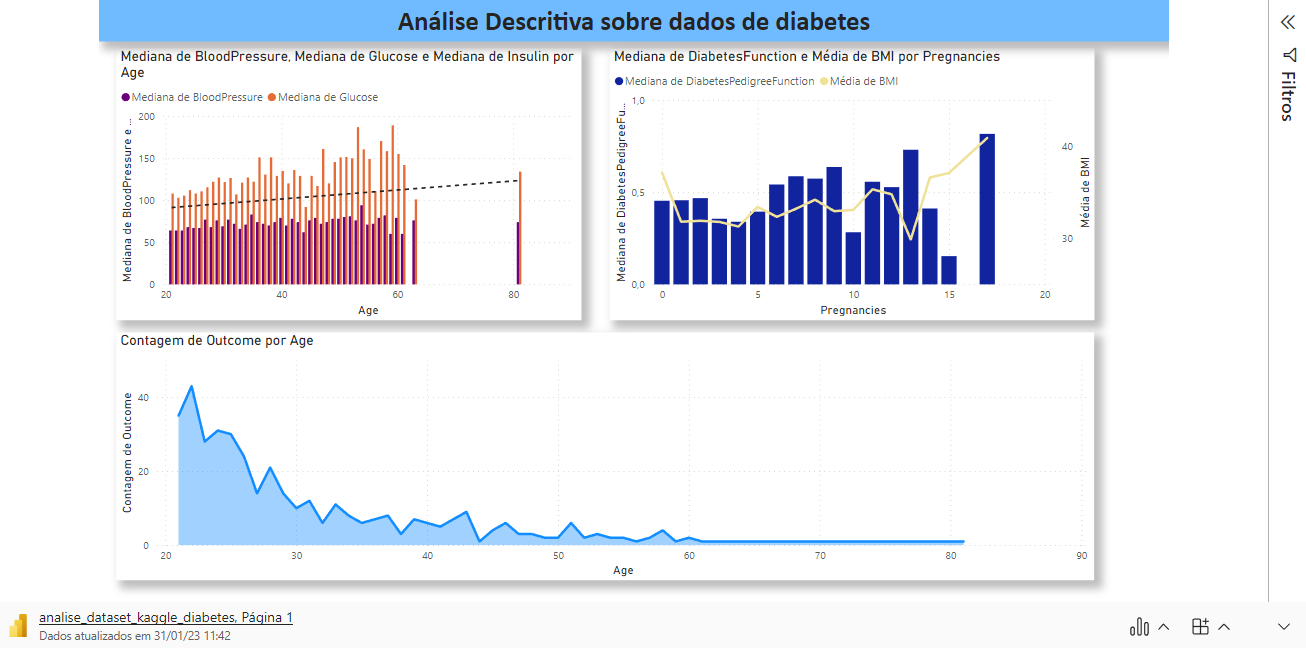 Análise Descritiva sobre dados de diabetes
Mediana de BloodPressure, Mediana de Glucose e Mediana de Insulin por
Age
Mediana de BloodPressure
Mediana de Glucose
Mediana de BloodPressure e ...
200
150
100
50
0
20
40
60
80
Age
Mediana de DiabetesFunction e Média de BMI por Pregnancies
Mediana de DiabetesPedigreeFunction
Média de BMI
Mediana de DiabetesPedigreeFu...
1,0
0,5
0,0
40
30
Média de BMI
0
5
10
15
20
Pregnancies
Contagem de Outcome por Age
Contagem de Outcome
40
20
0
20
30
40
50
60
70
80
90
Age
Filtros
analise_dataset_kaggle_diabetes, Página 1
Dados atualizados em 31/01/23 11:42